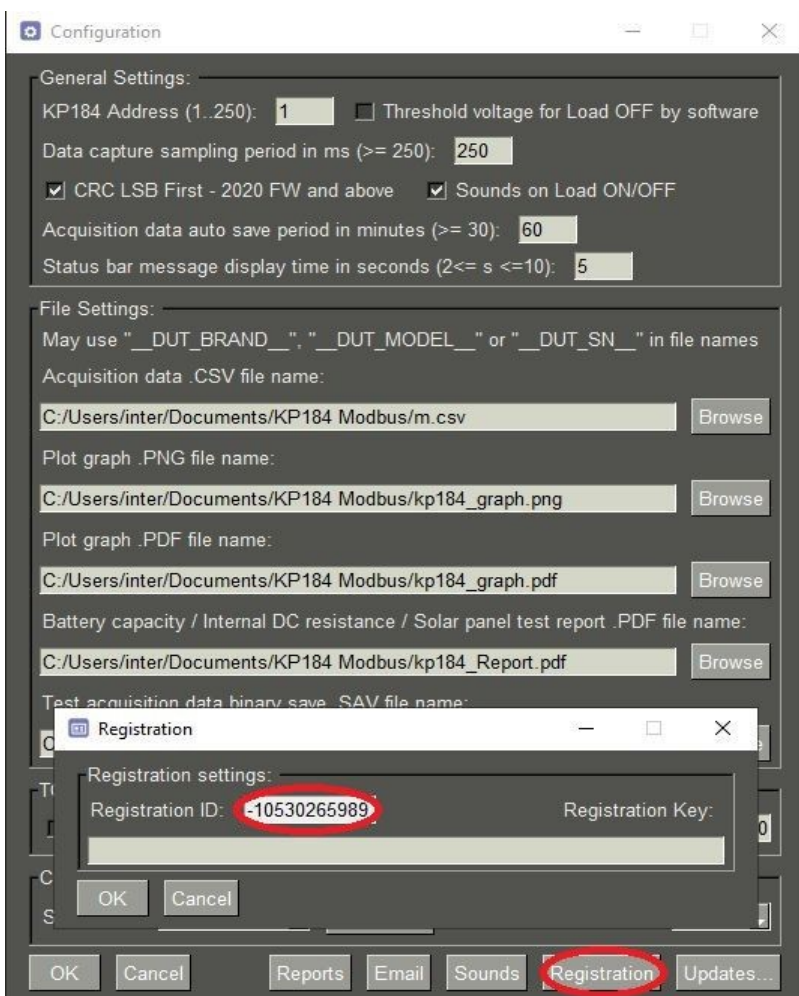 Configuration
General Settings:
KP184 Address (1..250): 1 Threshold voltage for Load OFF by software
Data capture sampling period in ms (>= 250): 250
CRC LSB First - 2020 FW and above Sounds on Load ON/OFF
Acquisition data auto save period in minutes (>= 30): 60
Status bar message display time in seconds (2<= s <=10): 5
File Settings:
May use "__DUT_BRAND__", "__DUT_MODEL__" or "__DUT_SN__" in file names
Acquisition data .CSV file name:
C:/Users/inter/Documents/KP184 Modbus/m.csv Browse
Plot graph .PNG file name:
C:/Users/inter/Documents/KP184 Modbus/kp184_graph.png Browse
Plot graph .PDF file name:
C:/Users/inter/Documents/KP184 Modbus/kp184_graph.pdf Browse
Battery capacity / Internal DC resistance / Solar panel test report .PDF file name:
C:/Users/inter/Documents/KP184 Modbus/kp184_Report.pdf Browse
Test acquisition data binary save .SAV file name:
Registration
Registration settings:
Registration ID: -10530265989 Registration Key:
OK Cancel
OK Cancel Reports Email Sounds Registration Updates...